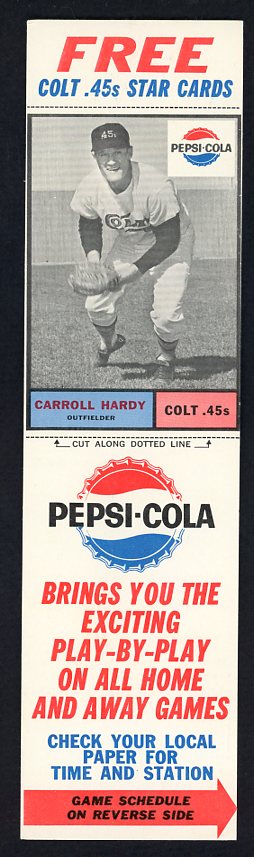 FREE
COLT .45s STAR CARDS
45s
PEPSI-COLA
Colts
CARROLL HARDY
OUTFIELDER
COLT .45s
CUT ALONG DOTTED LINE
PEPSI-COLA
BRINGS YOU THE
EXCITING
PLAY-BY-PLAY
ON ALL HOME
AND AWAY GAMES
CHECK YOUR LOCAL
PAPER FOR
TIME AND STATION
GAME SCHEDULE
ON REVERSE SIDE